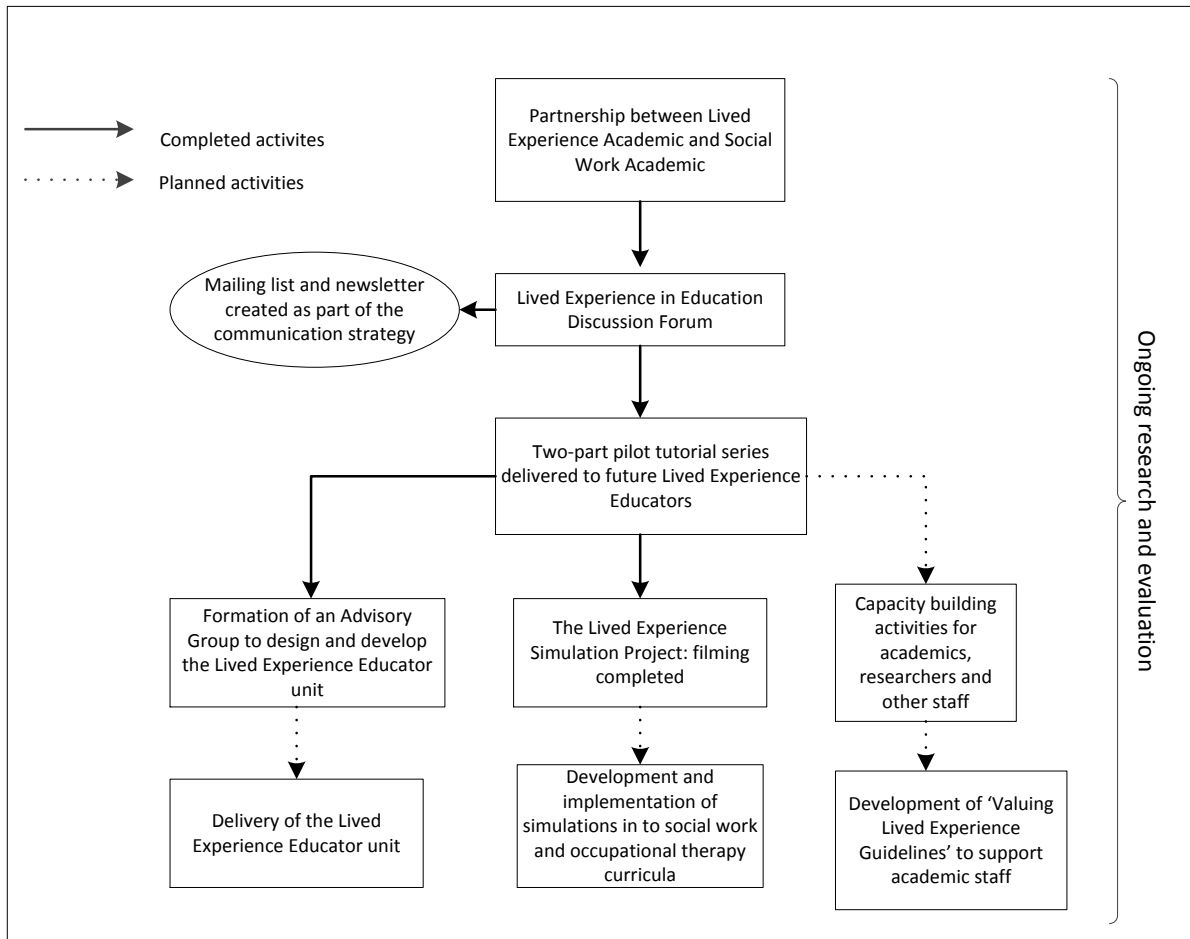 Partnership between Lived
Experience Academic and Social
Work Academic
Completed activites
Planned activities
Mailing list and newsletter
created as part of the
communication strategy
Lived Experience in Education
Discussion Forum
Two-part pilot tutorial series
delivered to future Lived Experience
Educators
Formation of an Advisory
Group to design and develop
the Lived Experience Educator
unit
The Lived Experience
Simulation Project: filming
completed
Capacity building
activities for
academics,
researchers and
other staff
Delivery of the Lived
Experience Educator unit
Development and
implementation of
simulations in to social work
and occupational therapy
curricula
Development of ‘Valuing
Lived Experience
Guidelines’ to support
academic staff
Ongoing research and evaluation